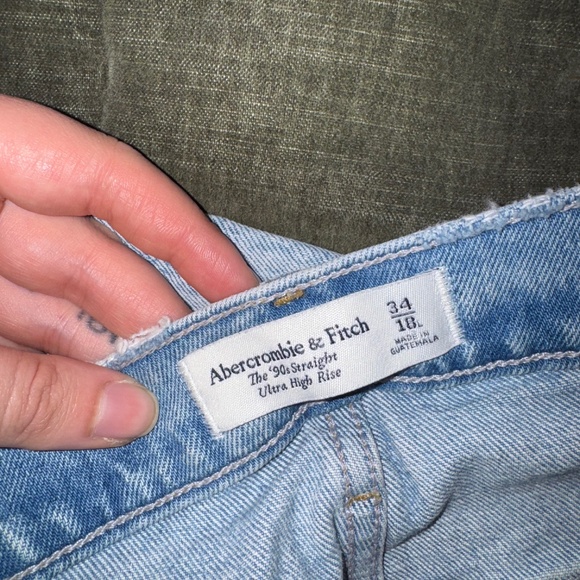 Abercrombie & Fitch
The '90s Straight
Ultra High Rise
34
18L
MADE IN
GUATEMALA